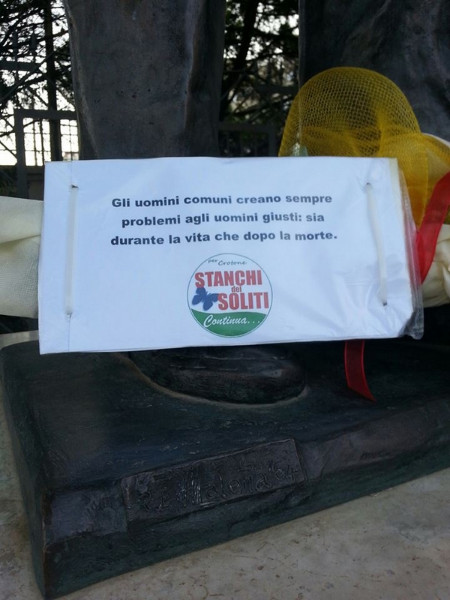 Gli uomini comuni creano sempre
problemi agli uomini giusti: sia
durante la vita che dopo la morte.
per Crotone
STANCHI
dei
SOLITI
Continua...